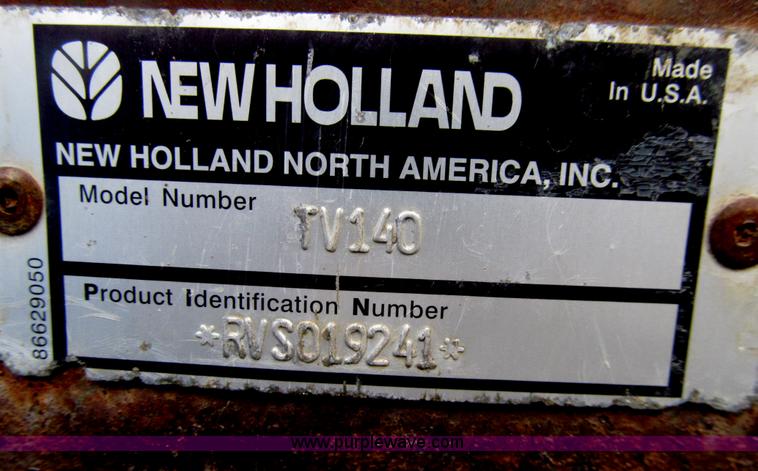 NEW HOLLAND
Made
In U.S.A.
NEW HOLLAND NORTH AMERICA, INC.
Model Number
TV140
Product Identification Number
*RVS019241*
86629050
www.purplewave.com